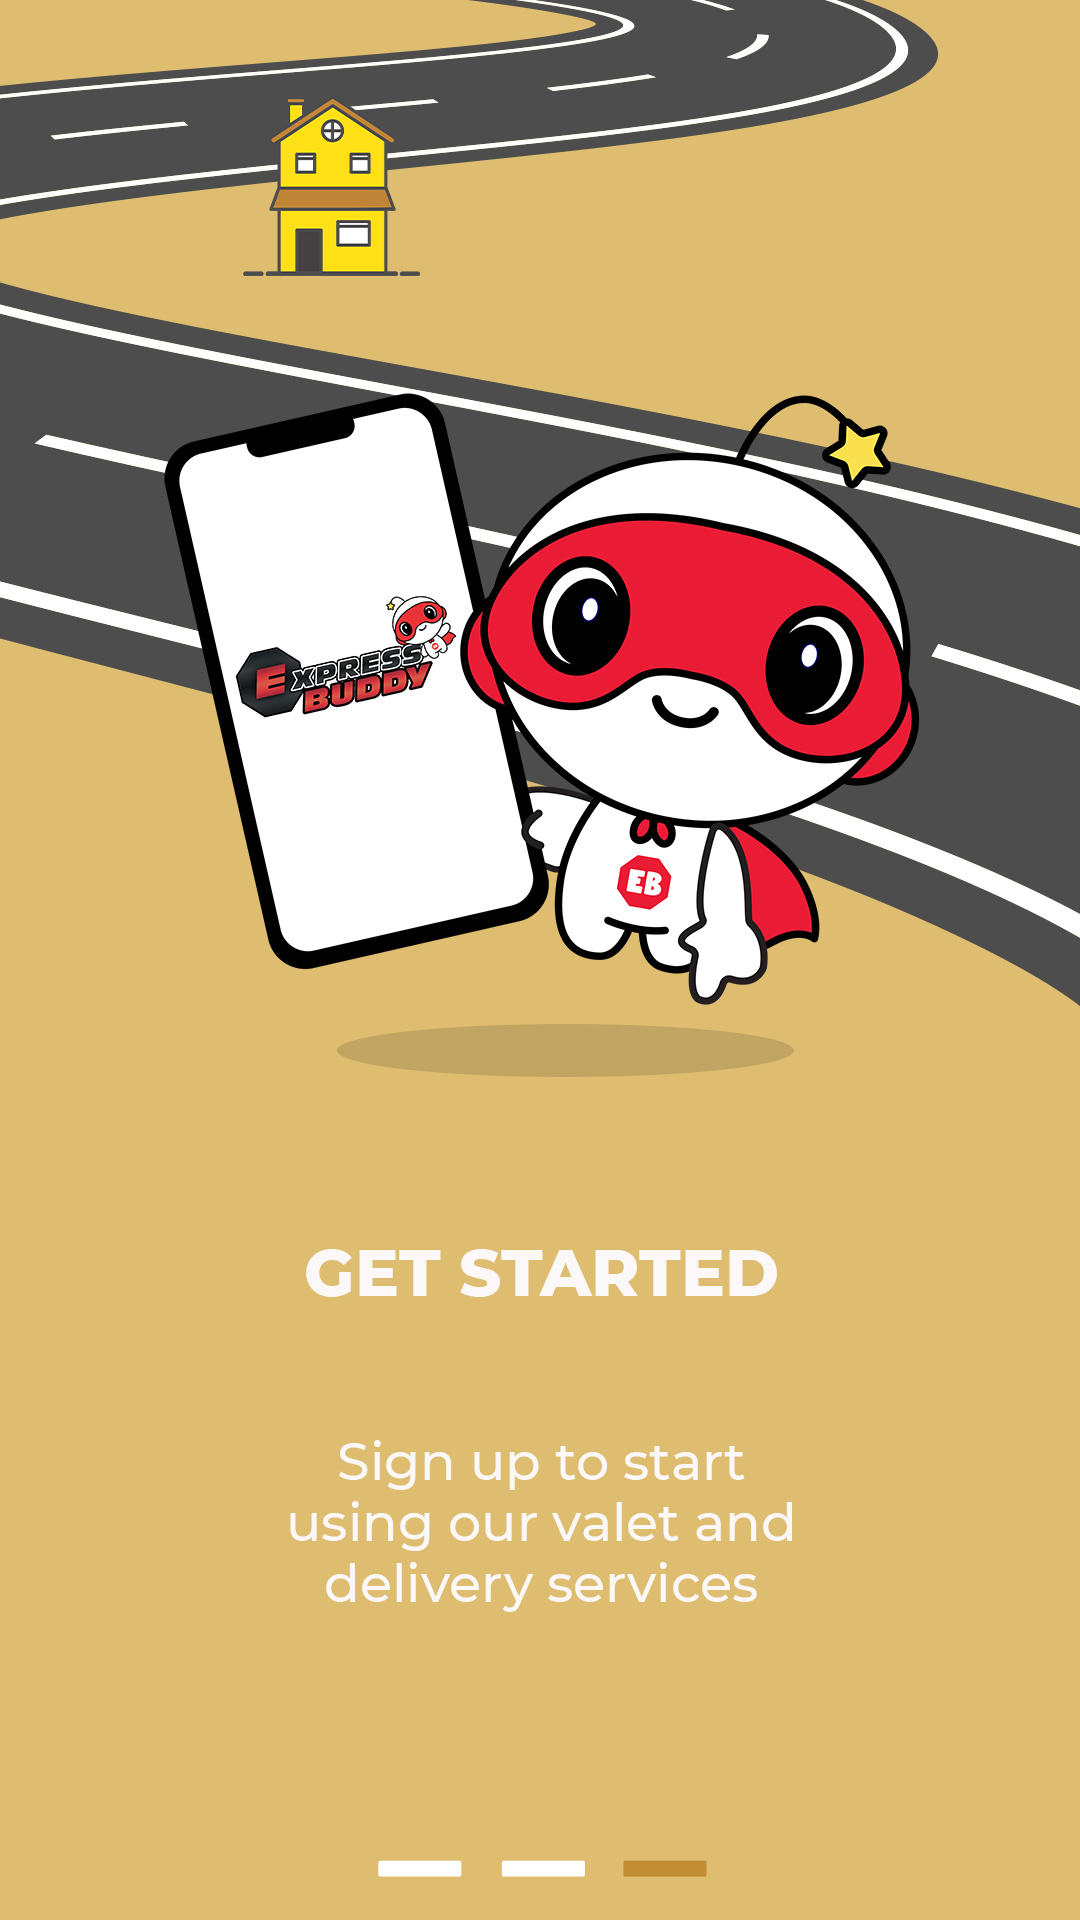 EXPRESS
BUDDY
EB
GET STARTED
Sign up to start
using our valet and
delivery services